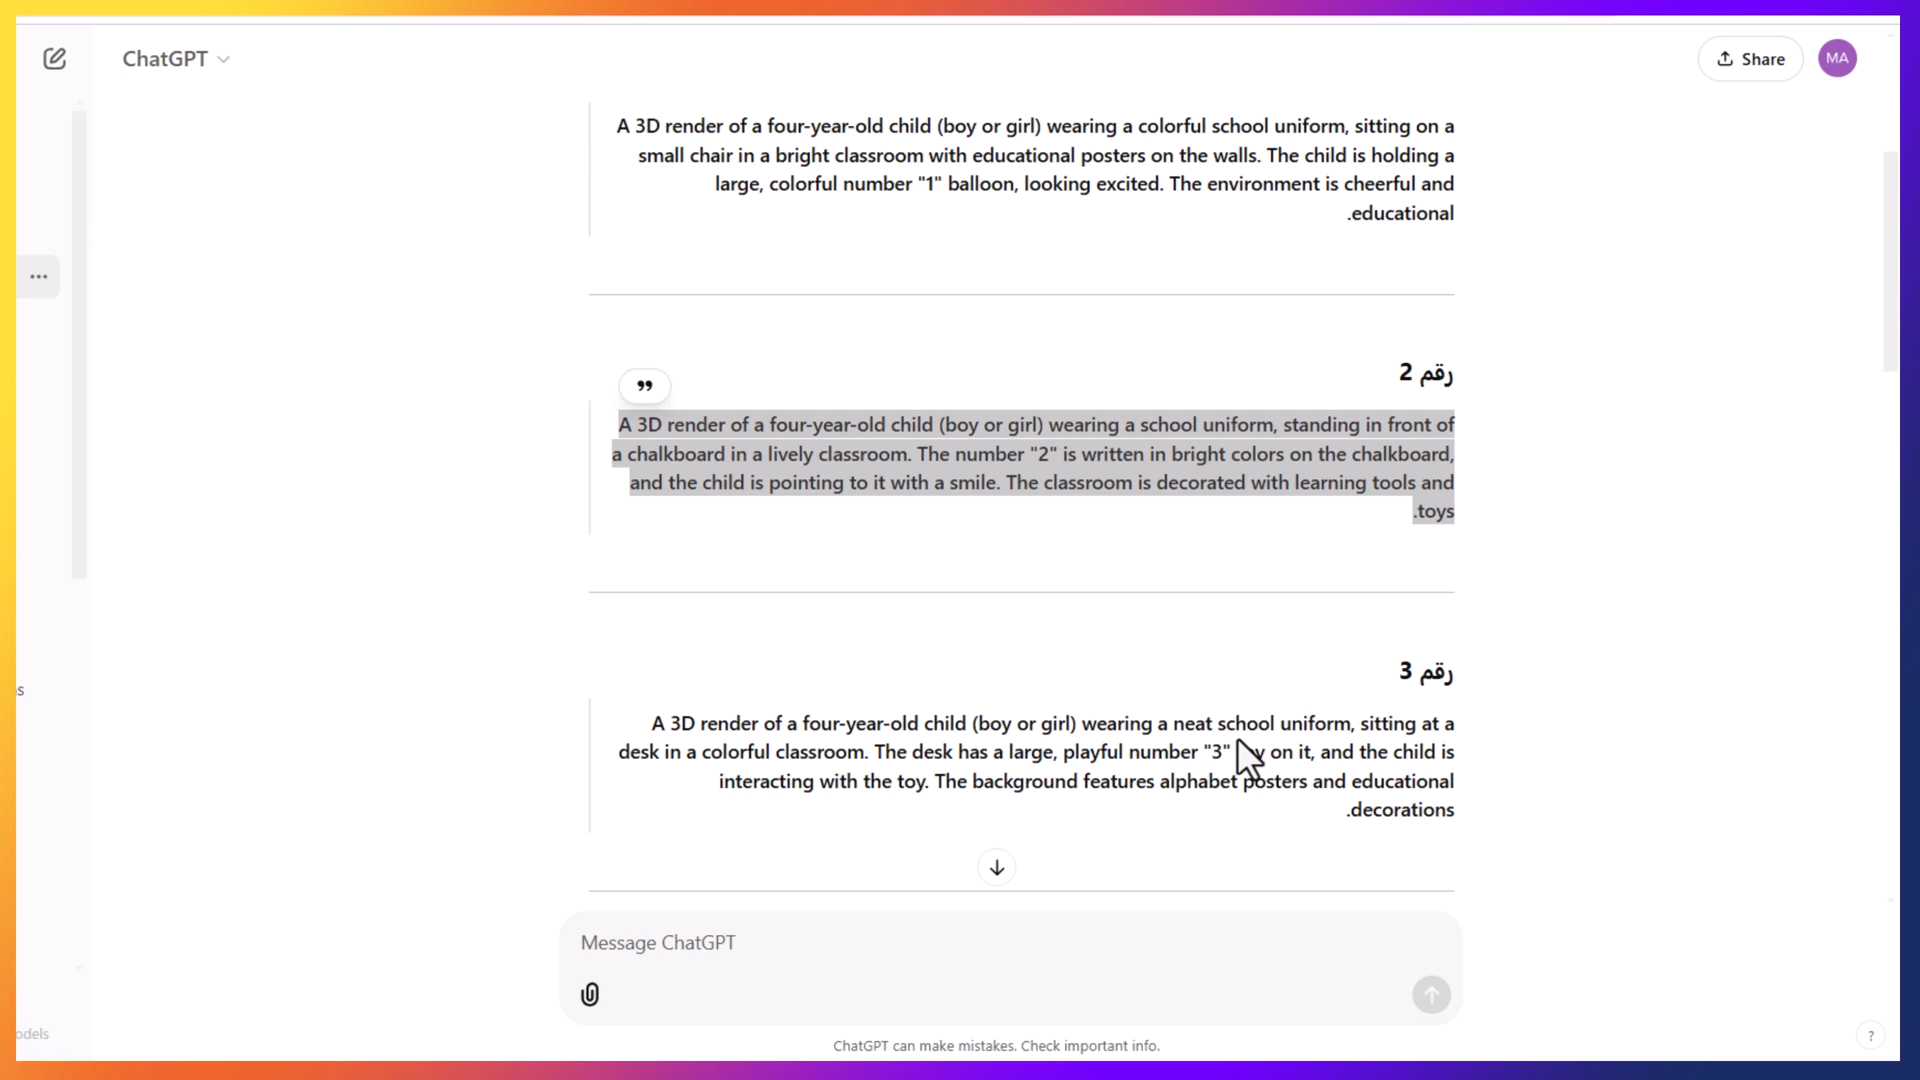 ChatGPT
Share
MA
A 3D render of a four-year-old child (boy or girl) wearing a colorful school uniform, sitting on a
small chair in a bright classroom with educational posters on the walls. The child is holding a
large, colorful number "1" balloon, looking excited. The environment is cheerful and
.educational
رقم 2
A 3D render of a four-year-old child (boy or girl) wearing a school uniform, standing in front of
a chalkboard in a lively classroom. The number "2" is written in bright colors on the chalkboard,
and the child is pointing to it with a smile. The classroom is decorated with learning tools and
.toys
رقم 3
A 3D render of a four-year-old child (boy or girl) wearing a neat school uniform, sitting at a
desk in a colorful classroom. The desk has a large, playful number "3" on it, and the child is
interacting with the toy. The background features alphabet posters and educational
.decorations
Message ChatGPT
ChatGPT can make mistakes. Check important info.
?